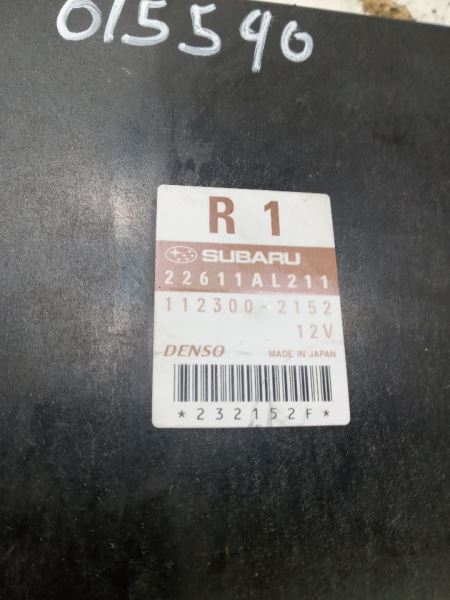 015590
R 1
SUBARU
22611AL211
112300-2152
12V
DENSO MADE IN JAPAN
*232152F*